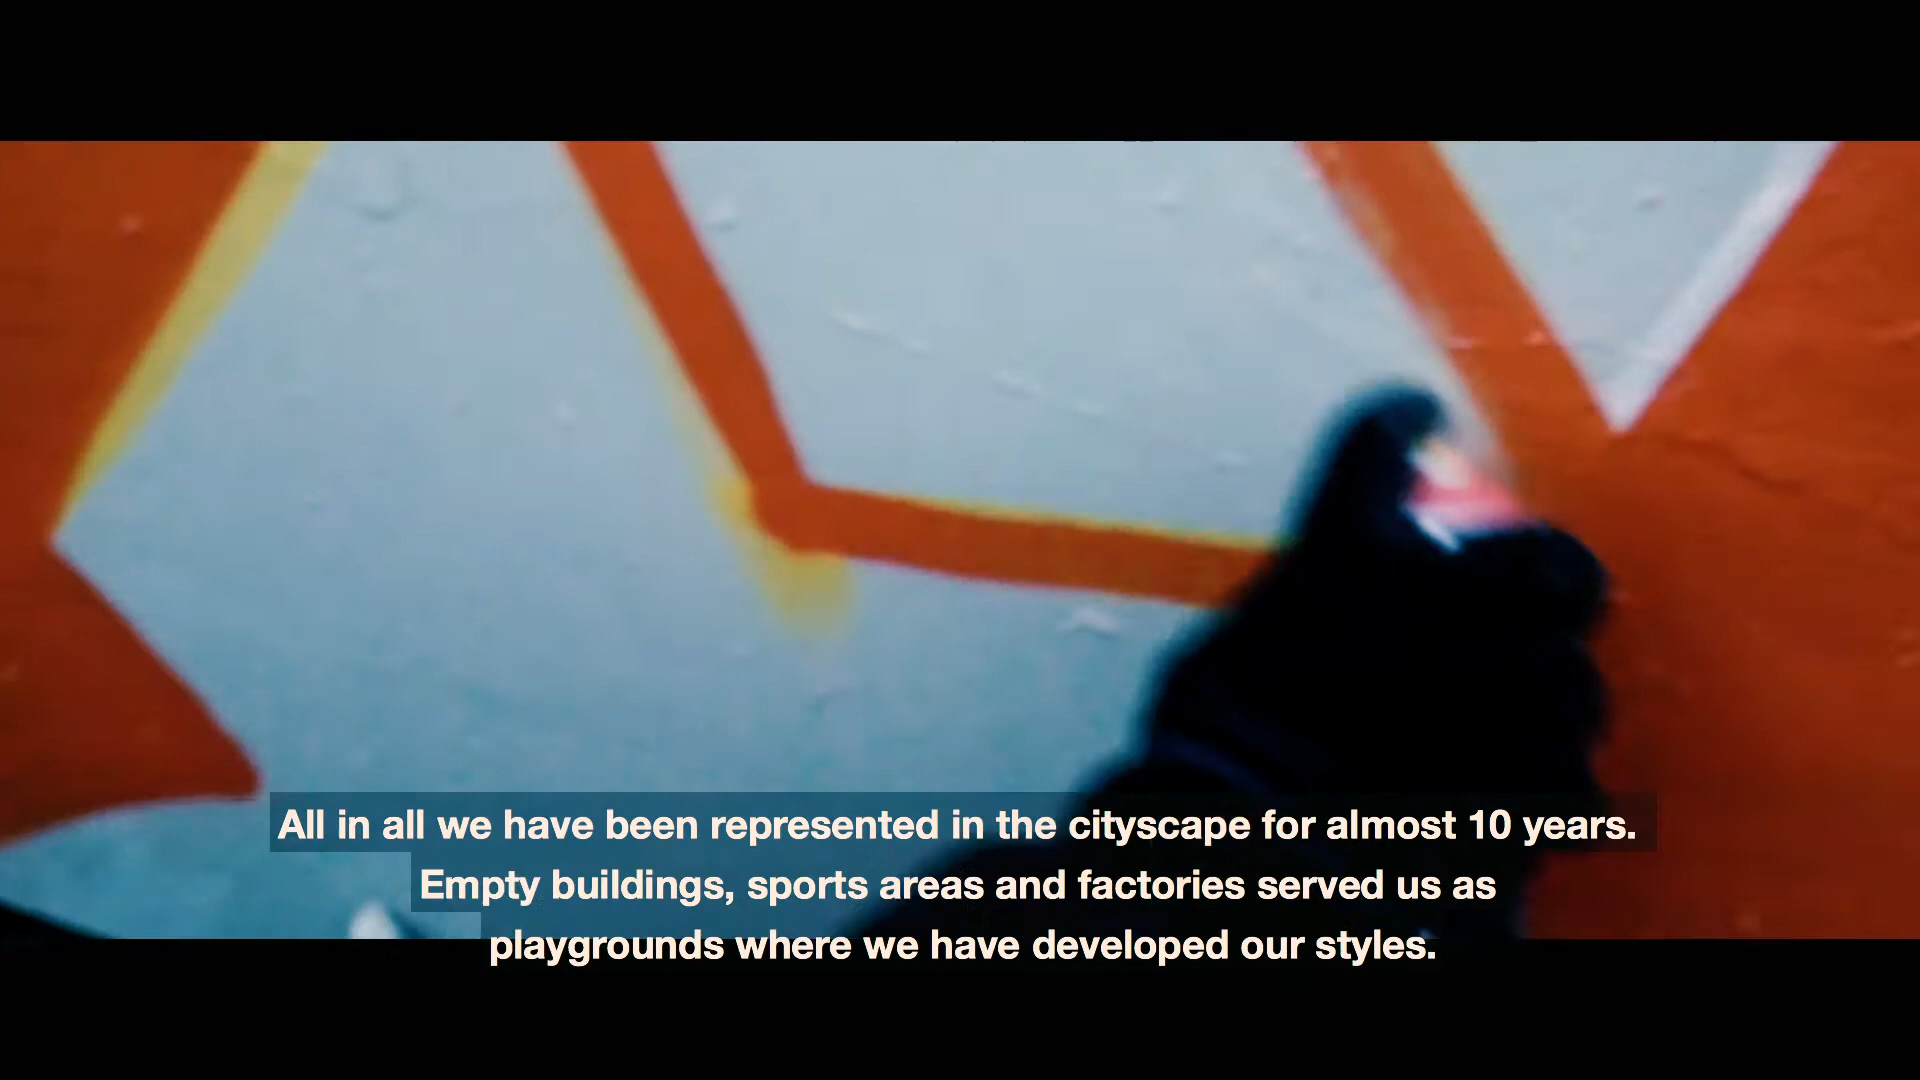 All in all we have been represented in the cityscape for almost 10 years.
Empty buildings, sports areas and factories served us as
playgrounds where we have developed our styles.